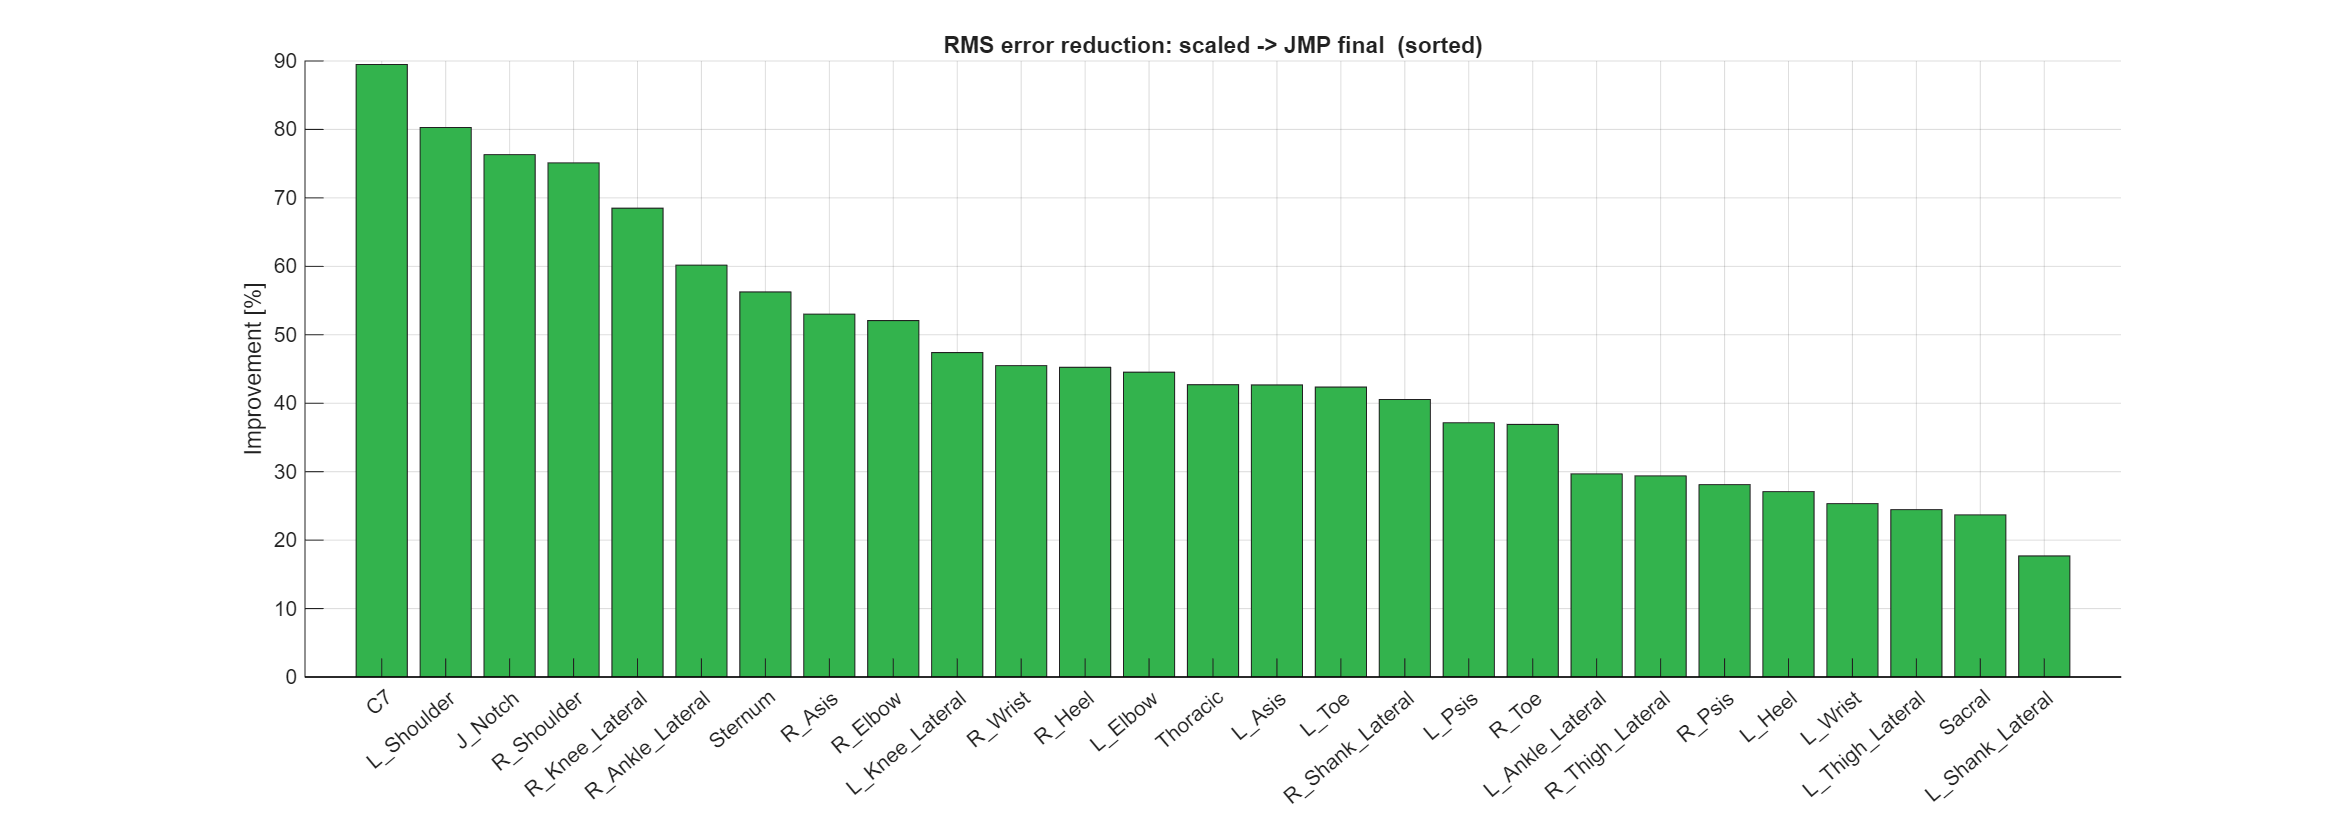 RMS error reduction: scaled -> JMP final  (sorted)
Improvement [%]
90
80
70
60
50
40
30
20
10
0
C7
L_Shoulder
J_Notch
R_Shoulder
R_Knee_Lateral
R_Ankle_Lateral
Sternum
R_Asis
R_Elbow
L_Knee_Lateral
R_Wrist
R_Heel
L_Elbow
Thoracic
L_Asis
L_Toe
R_Shank_Lateral
L_Psis
R_Toe
L_Ankle_Lateral
R_Thigh_Lateral
R_Psis
L_Heel
L_Wrist
L_Thigh_Lateral
Sacral
L_Shank_Lateral